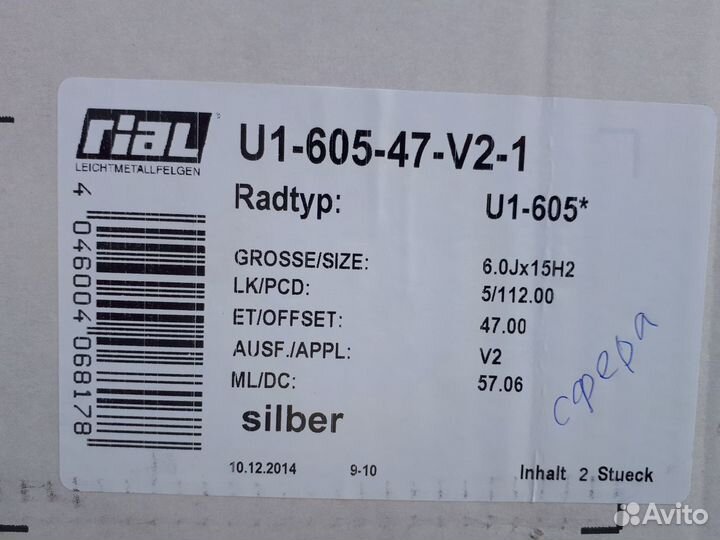 rial
LEICHTMETALLFELGEN
U1-605-47-V2-1
Radtyp: U1-605*
GROSSE/SIZE: 6.0Jx15H2
LK/PCD: 5/112.00
ET/OFFSET: 47.00
AUSF./APPL: V2
ML/DC: 57.06
silber
сфера
10.12.2014 9-10 Inhalt 2 Stueck
4 046004 068178
Avito